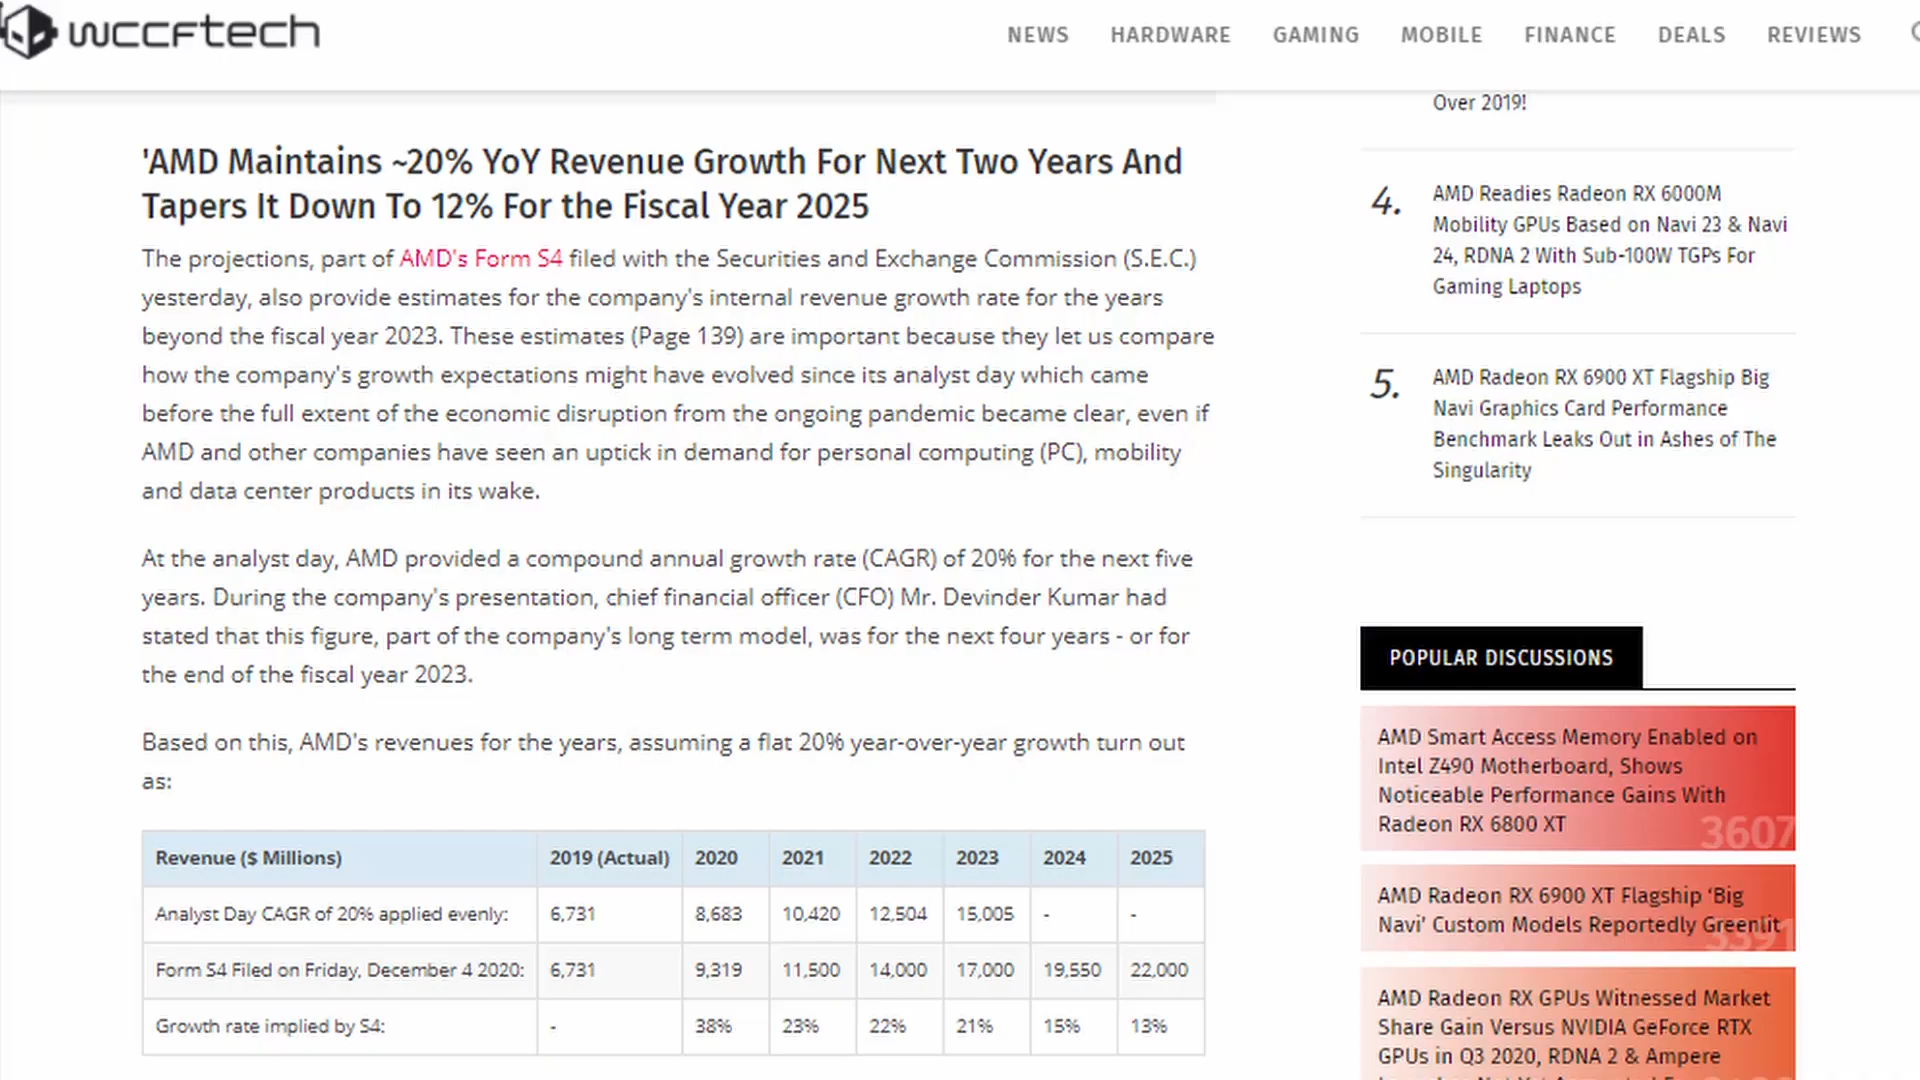 wccFtech
NEWS HARDWARE GAMING MOBILE FINANCE DEALS REVIEWS
'AMD Maintains ~20% YoY Revenue Growth For Next Two Years And
Tapers It Down To 12% For the Fiscal Year 2025
The projections, part of AMD's Form S4 filed with the Securities and Exchange Commission (S.E.C.)
yesterday, also provide estimates for the company's internal revenue growth rate for the years
beyond the fiscal year 2023. These estimates (Page 139) are important because they let us compare
how the company's growth expectations might have evolved since its analyst day which came
before the full extent of the economic disruption from the ongoing pandemic became clear, even if
AMD and other companies have seen an uptick in demand for personal computing (PC), mobility
and data center products in its wake.
At the analyst day, AMD provided a compound annual growth rate (CAGR) of 20% for the next five
years. During the company's presentation, chief financial officer (CFO) Mr. Devinder Kumar had
stated that this figure, part of the company's long term model, was for the next four years - or for
the end of the fiscal year 2023.
Based on this, AMD's revenues for the years, assuming a flat 20% year-over-year growth turn out
as:
Revenue ($ Millions) 2019 (Actual) 2020 2021 2022 2023 2024 2025
Analyst Day CAGR of 20% applied evenly: 6,731 8,683 10,420 12,504 15,005 - -
Form S4 Filed on Friday, December 4 2020: 6,731 9,319 11,500 14,000 17,000 19,550 22,000
Growth rate implied by S4: - 38% 23% 22% 21% 15% 13%
Over 2019!
4. AMD Readies Radeon RX 6000M
Mobility GPUs Based on Navi 23 & Navi
24, RDNA 2 With Sub-100W TGPs For
Gaming Laptops
5. AMD Radeon RX 6900 XT Flagship Big
Navi Graphics Card Performance
Benchmark Leaks Out in Ashes of The
Singularity
POPULAR DISCUSSIONS
AMD Smart Access Memory Enabled on
Intel Z490 Motherboard, Shows
Noticeable Performance Gains With
Radeon RX 6800 XT
3607
AMD Radeon RX 6900 XT Flagship ‘Big
Navi’ Custom Models Reportedly Greenlit
3391
AMD Radeon RX GPUs Witnessed Market
Share Gain Versus NVIDIA GeForce RTX
GPUs in Q3 2020, RDNA 2 & Ampere